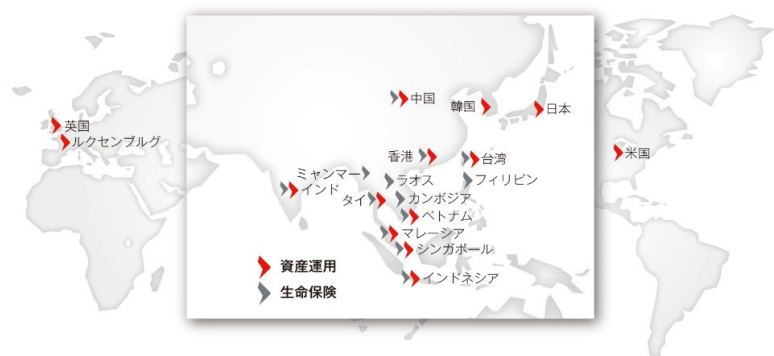 中国
韓国
日本
英国
ルクセンブルグ
香港
台湾
米国
ミャンマー
ラオス
フィリピン
インド
タイ
カンボジア
ベトナム
マレーシア
シンガポール
インドネシア
資産運用
生命保険